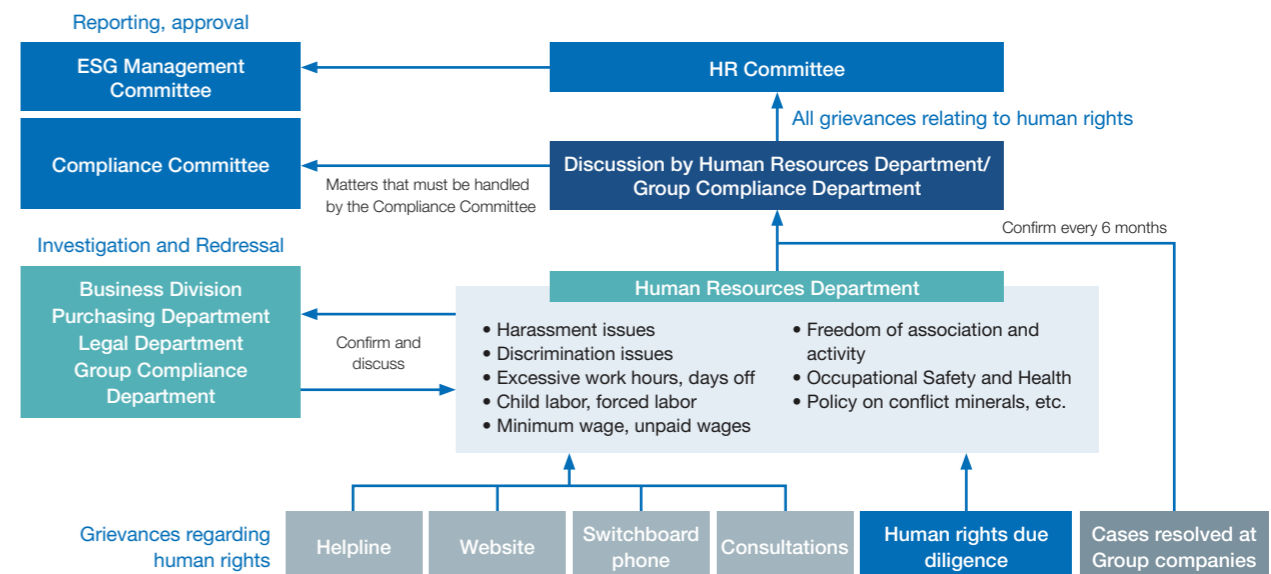 Reporting, approval
ESG Management
Committee
HR Committee
All grievances relating to human rights
Compliance Committee
Discussion by Human Resources Department/
Group Compliance Department
Matters that must be handled
by the Compliance Committee
Confirm every 6 months
Investigation and Redressal
Business Division
Purchasing Department
Legal Department
Group Compliance
Department
Confirm and
discuss
Human Resources Department
• Harassment issues
• Discrimination issues
• Excessive work hours, days off
• Child labor, forced labor
• Minimum wage, unpaid wages
• Freedom of association and
activity
• Occupational Safety and Health
• Policy on conflict minerals, etc.
Grievances regarding
human rights
Helpline
Website
Switchboard
phone
Consultations
Human rights due
diligence
Cases resolved at
Group companies